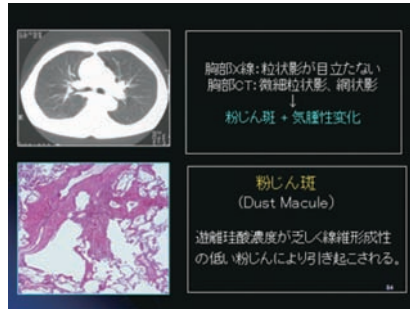 胸部X線:粒状影が目立たない
胸部CT:微細粒状影、網状影
↓
粉じん斑 + 気腫性変化
粉じん斑
(Dust Macule)
遊離珪酸濃度が乏しく線維形成性
の低い粉じんにより引き起こされる。